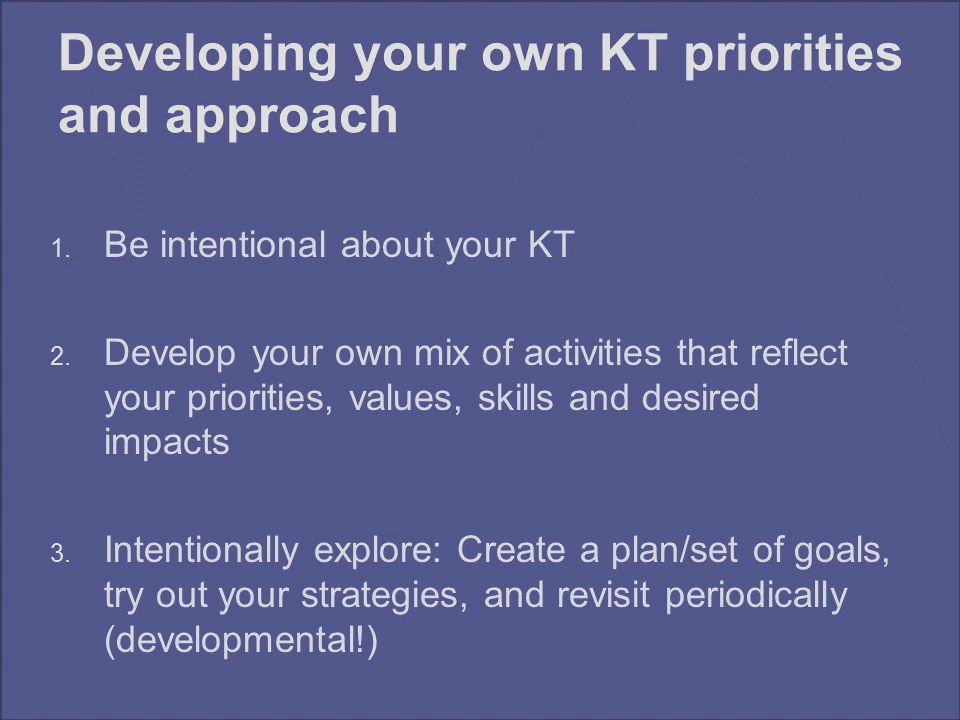 Developing your own KT priorities
and approach
1. Be intentional about your KT
2. Develop your own mix of activities that reflect
your priorities, values, skills and desired
impacts
3. Intentionally explore: Create a plan/set of goals,
try out your strategies, and revisit periodically
(developmental!)